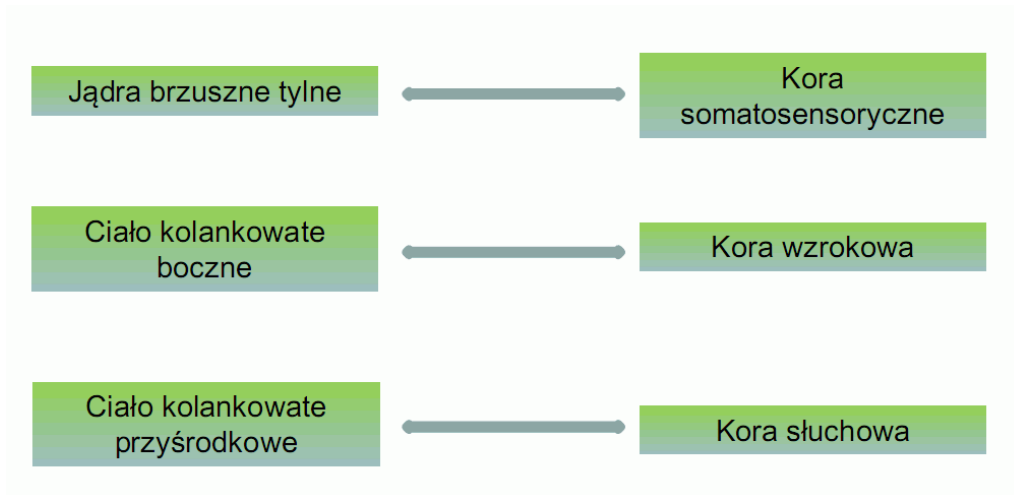 Jądra brzuszne tylne
Kora
somatosensoryczne
Ciało kolankowate
boczne
Kora wzrokowa
Ciało kolankowate
przyśrodkowe
Kora słuchowa